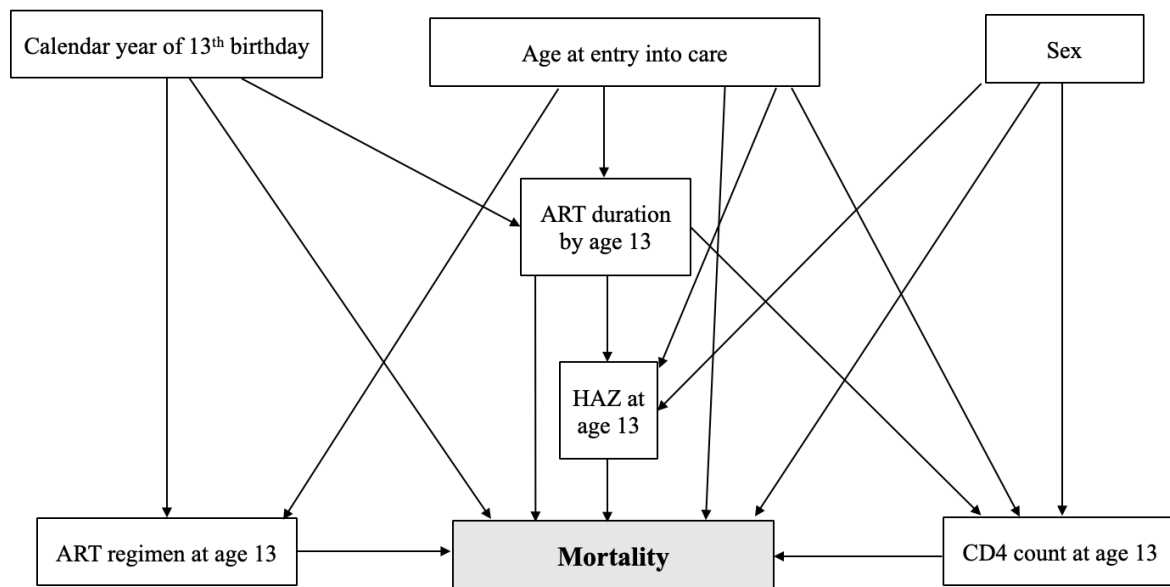 Calendar year of 13th birthday
Age at entry into care
Sex
ART duration
by age 13
HAZ at
age 13
ART regimen at age 13
Mortality
CD4 count at age 13